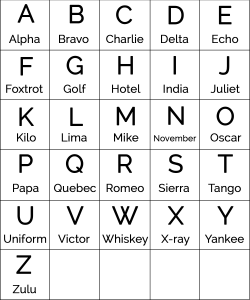 A B C D E
Alpha Bravo Charlie Delta Echo
F G H I J
Foxtrot Golf Hotel India Juliet
K L M N O
Kilo Lima Mike November Oscar
P Q R S T
Papa Quebec Romeo Sierra Tango
U V W X Y
Uniform Victor Whiskey X-ray Yankee
Z
Zulu